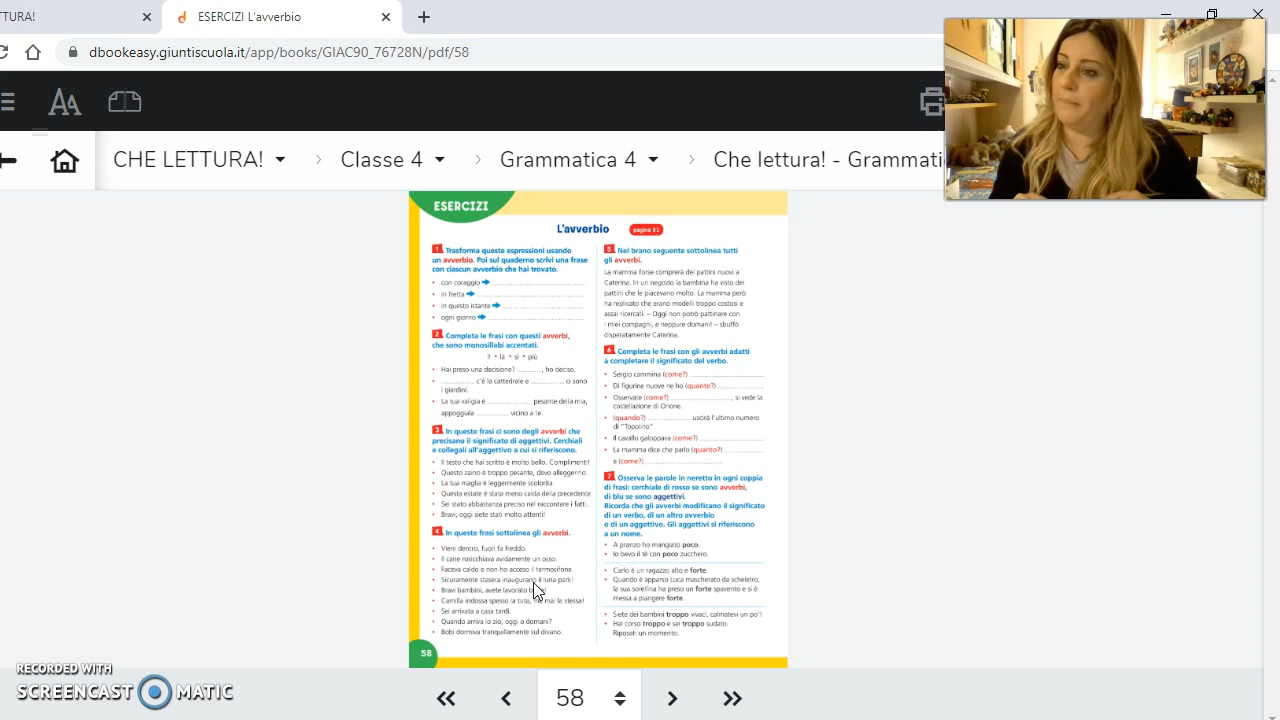 TURA!
ESERCIZI L'avverbio
dbookeasy.giuntiscuola.it/app/books/GIAC90_76728N/pdf/58
CHE LETTURA!
Classe 4
Grammatica 4
Che lettura! - Grammati
ESERCIZI
L'avverbio
pagina 81
1 Trasforma queste espressioni usando
un avverbio. Poi sul quaderno scrivi una frase
con ciascun avverbio che hai trovato.
• con coraggio
• in fretta
• in questo istante
• ogni giorno
2 Completa le frasi con questi avverbi,
che sono monosillabi accentati.
lì • là • sì • più
• Hai preso una decisione? ........., ho deciso.
• ............ c'è la cattedrale e ............ ci sono
i giardini.
• La tua valigia è ............... pesante della mia,
appoggiala ............ vicino a te.
3 In queste frasi ci sono degli avverbi che
precisano il significato di aggettivi. Cerchiali
e collegali all'aggettivo a cui si riferiscono.
• Il testo che hai scritto è molto bello. Complimenti!
• Questo zaino è troppo pesante, devo alleggerirlo.
• La tua maglia è leggermente scolorita.
• Questa estate è stata meno calda della precedente.
• Sei stato abbastanza preciso nel raccontare i fatti.
• Bravi, oggi siete stati molto attenti!
4 In queste frasi sottolinea gli avverbi.
• Vieni dentro, fuori fa freddo.
• Il cane rosicchiava avidamente un osso.
• Faceva caldo e non ho acceso il termosifone.
• Sicuramente stasera inaugurano il luna park!
• Bravi bambini, avete lavorato
• Camilla indossa spesso la tuta, mai la stessa!
• Sei arrivata a casa tardi.
• Quando arriva lo zio, oggi o domani?
• Bobi dormiva tranquillamente sul divano.
58
5 Nel brano seguente sottolinea tutti
gli avverbi.
La mamma forse comprerà dei pattini nuovi a
Caterina. In un negozio la bambina ha visto dei
pattini che le piacevano molto. La mamma però
ha replicato che erano modelli troppo costosi e
assai ricercati. – Oggi non potrò pattinare con
i miei compagni, e neppure domani! – sbuffò
disperatamente Caterina.
6 Completa le frasi con gli avverbi adatti
a completare il significato del verbo.
• Sergio cammina (come?)
• Di figurine nuove ne ho (quante?)
• Osservate (come?) ........................, si vede la
costellazione di Orione.
• (quando?) .................. uscirà l'ultimo numero
di "Topolino".
• Il cavallo galoppava (come?)
• La mamma dice che parlo (quanto?)
e (come?)
7 Osserva le parole in neretto in ogni coppia
di frasi: cerchiale di rosso se sono avverbi,
di blu se sono aggettivi.
Ricorda che gli avverbi modificano il significato
di un verbo, di un altro avverbio
o di un aggettivo. Gli aggettivi si riferiscono
a un nome.
• A pranzo ho mangiato poco.
• Io bevo il tè con poco zucchero.
• Carlo è un ragazzo alto e forte.
• Quando è apparso Luca mascherato da scheletro,
la sua sorellina ha preso un forte spavento e si è
messa a piangere forte.
• Siete dei bambini troppo vivaci, calmatevi un po'!
• Hai corso troppo e sei troppo sudato.
Riposati un momento.
RECORDED WITH
SCREENCAST MATIC
58